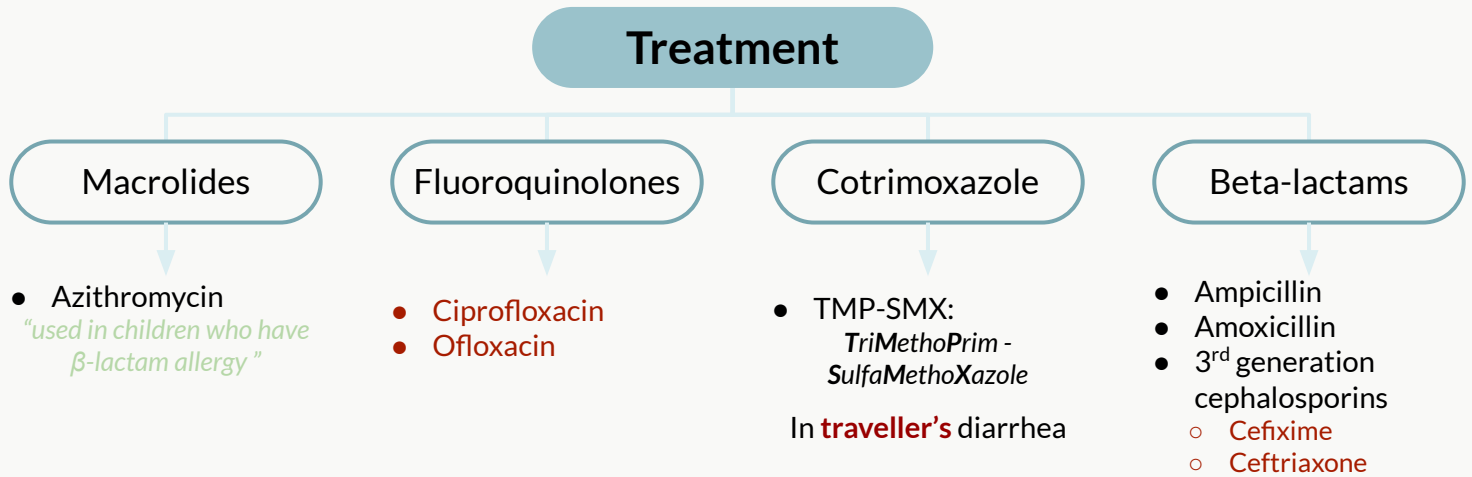 Treatment
Macrolides
● Azithromycin
“used in children who have
β-lactam allergy ”
Fluoroquinolones
● Ciprofloxacin
● Ofloxacin
Cotrimoxazole
● TMP-SMX:
TriMethoPrim -
SulfaMethoXazole
In traveller’s diarrhea
Beta-lactams
● Ampicillin
● Amoxicillin
● 3rd generation
cephalosporins
○ Cefixime
○ Ceftriaxone